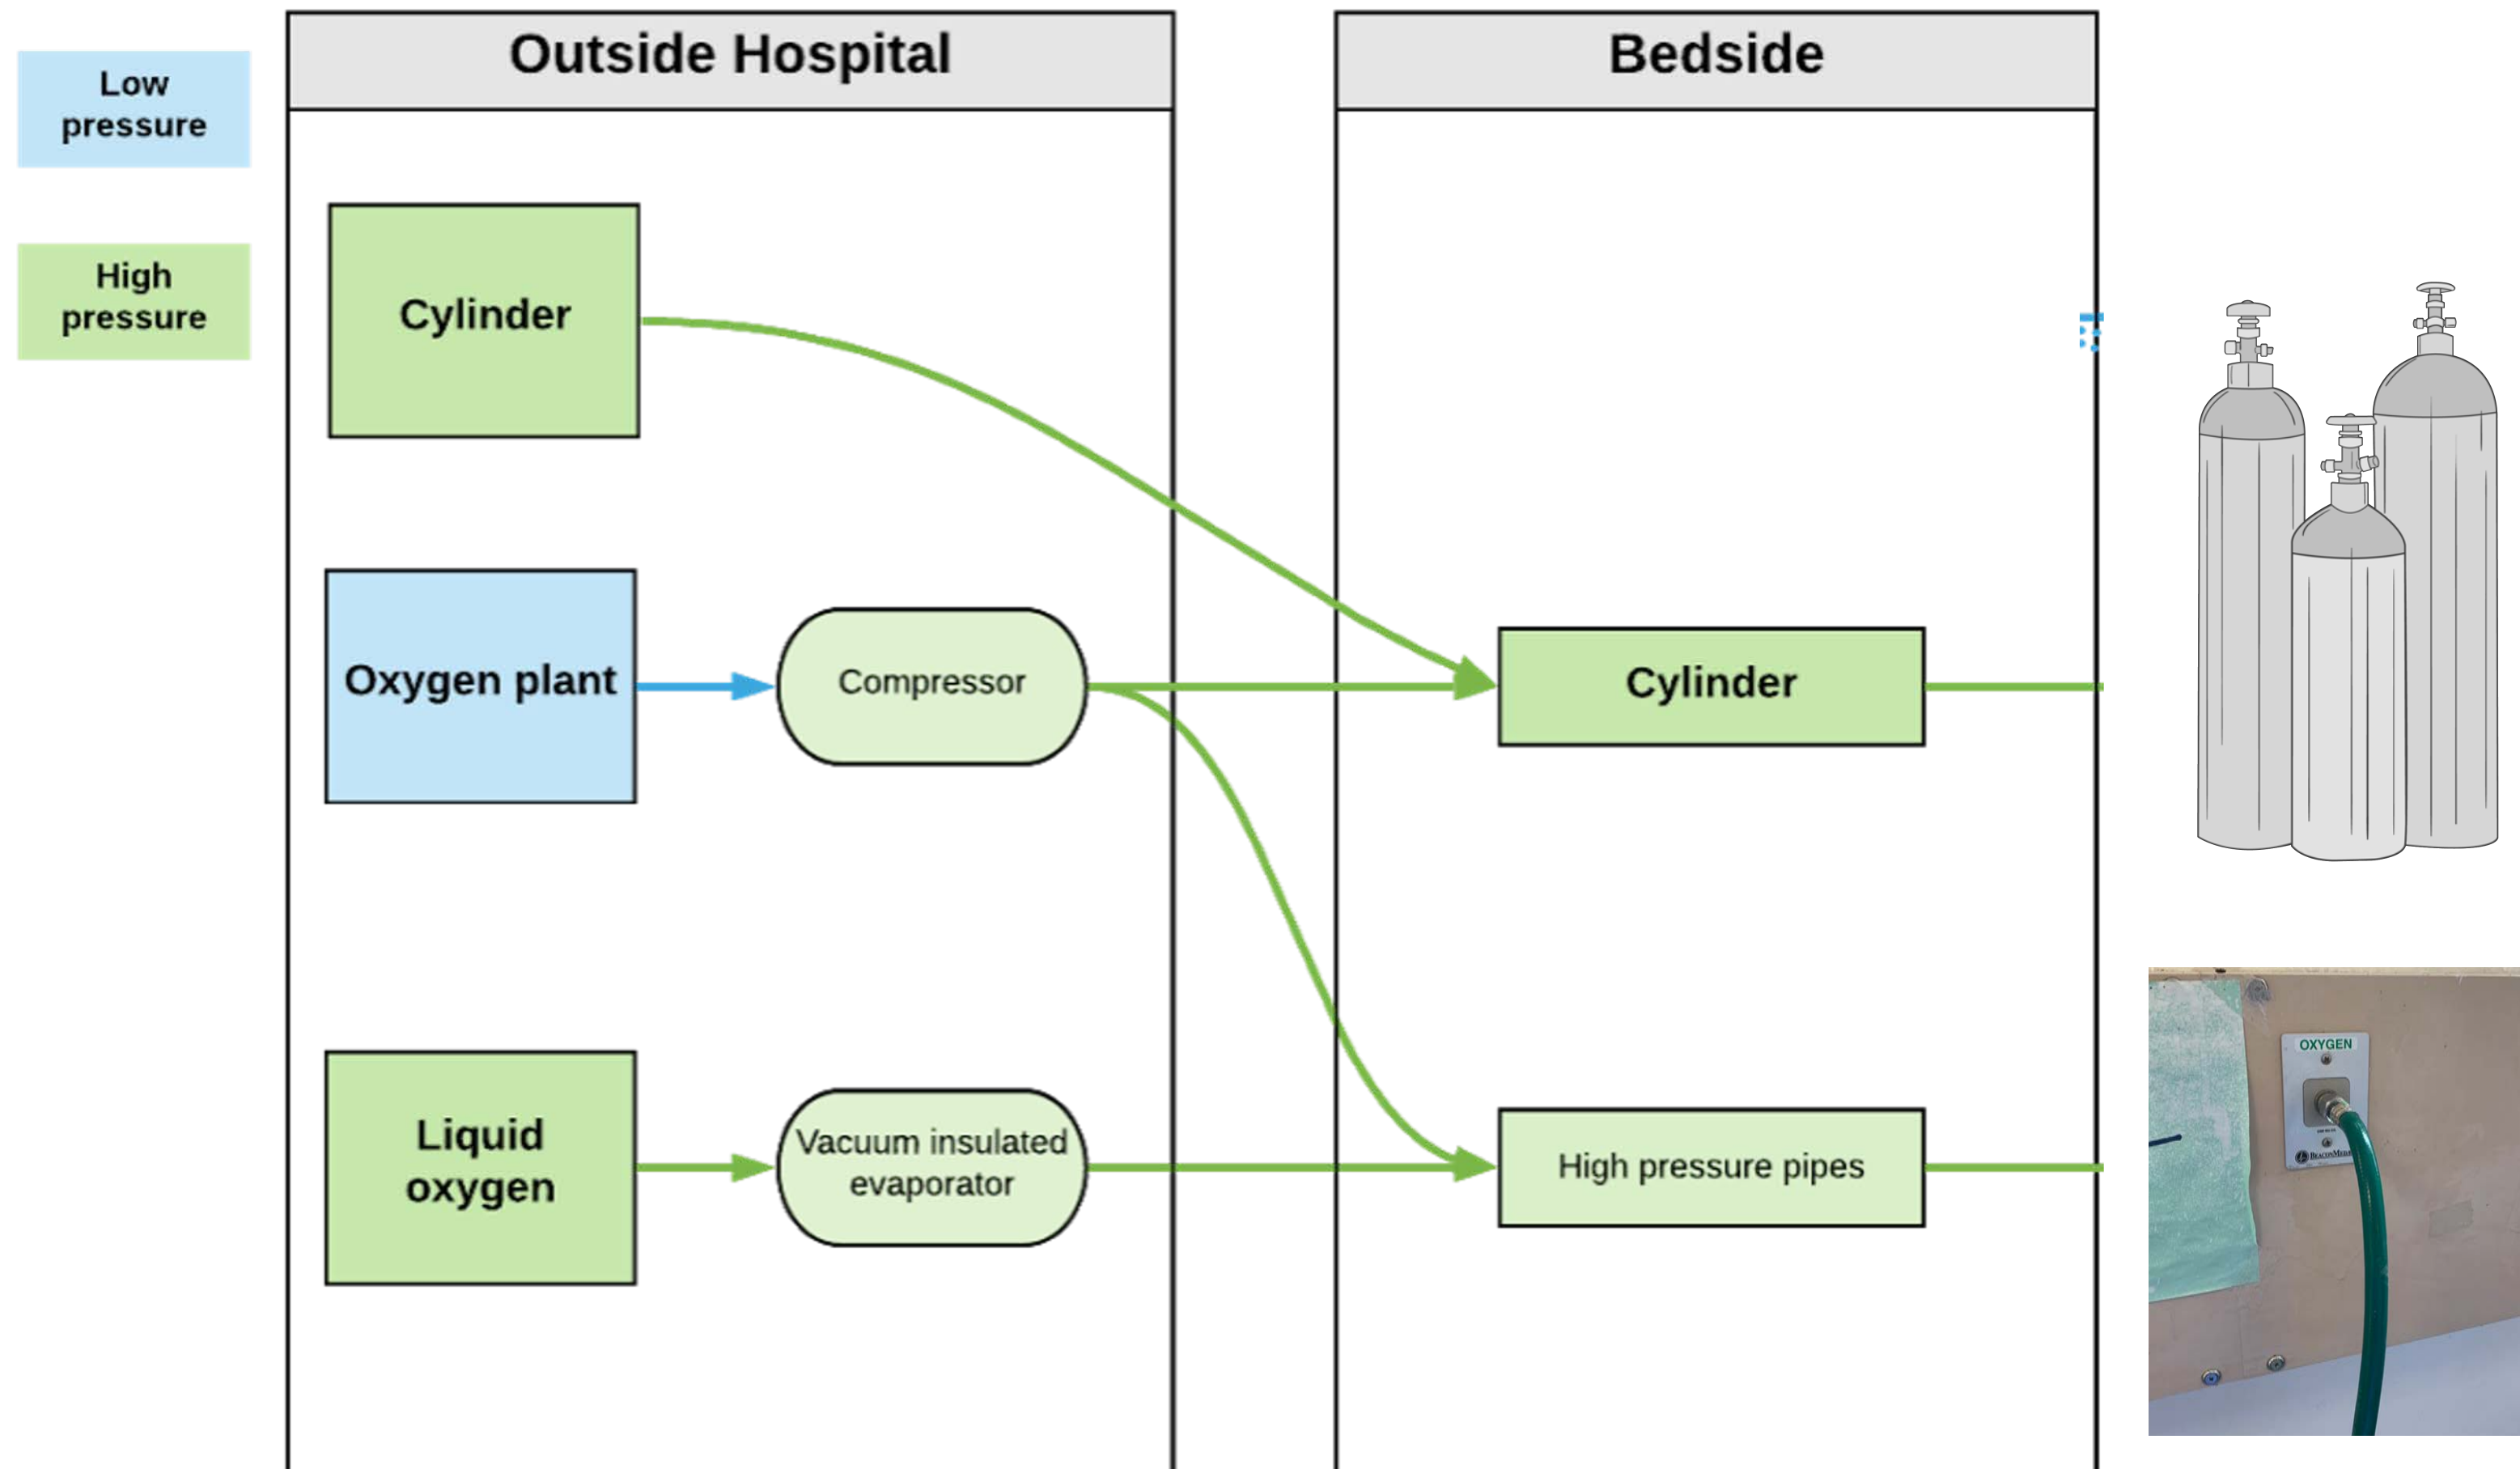 Outside Hospital
Bedside
Low
pressure
High
pressure
Cylinder
Oxygen plant
Compressor
Cylinder
Liquid
oxygen
Vacuum insulated
evaporator
High pressure pipes
OXYGEN